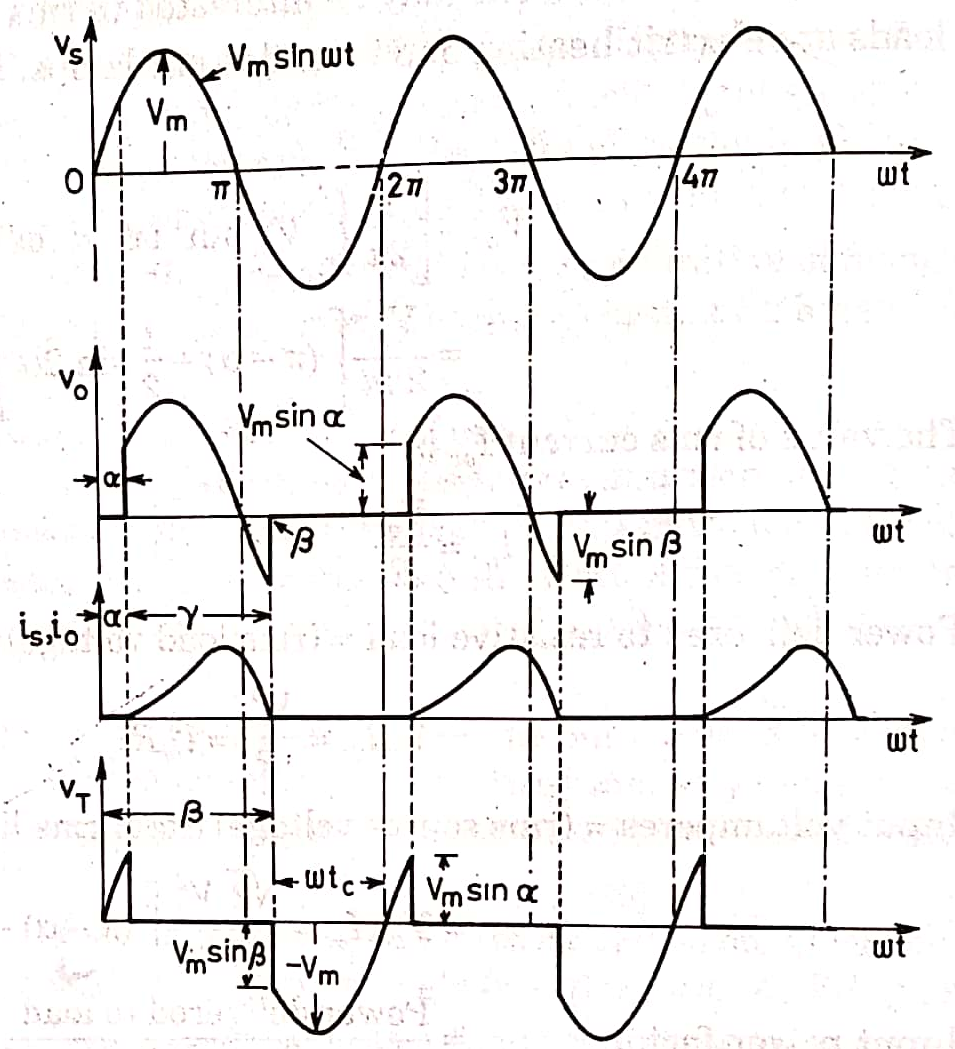 vs
Vm sin ωt
Vm
0
π
2π
3π
4π
ωt
vo
Vm sin α
α
β
Vm sin β
ωt
is, io
α
γ
ωt
vT
β
ωtc
Vm sin α
Vm sin β
-Vm
ωt